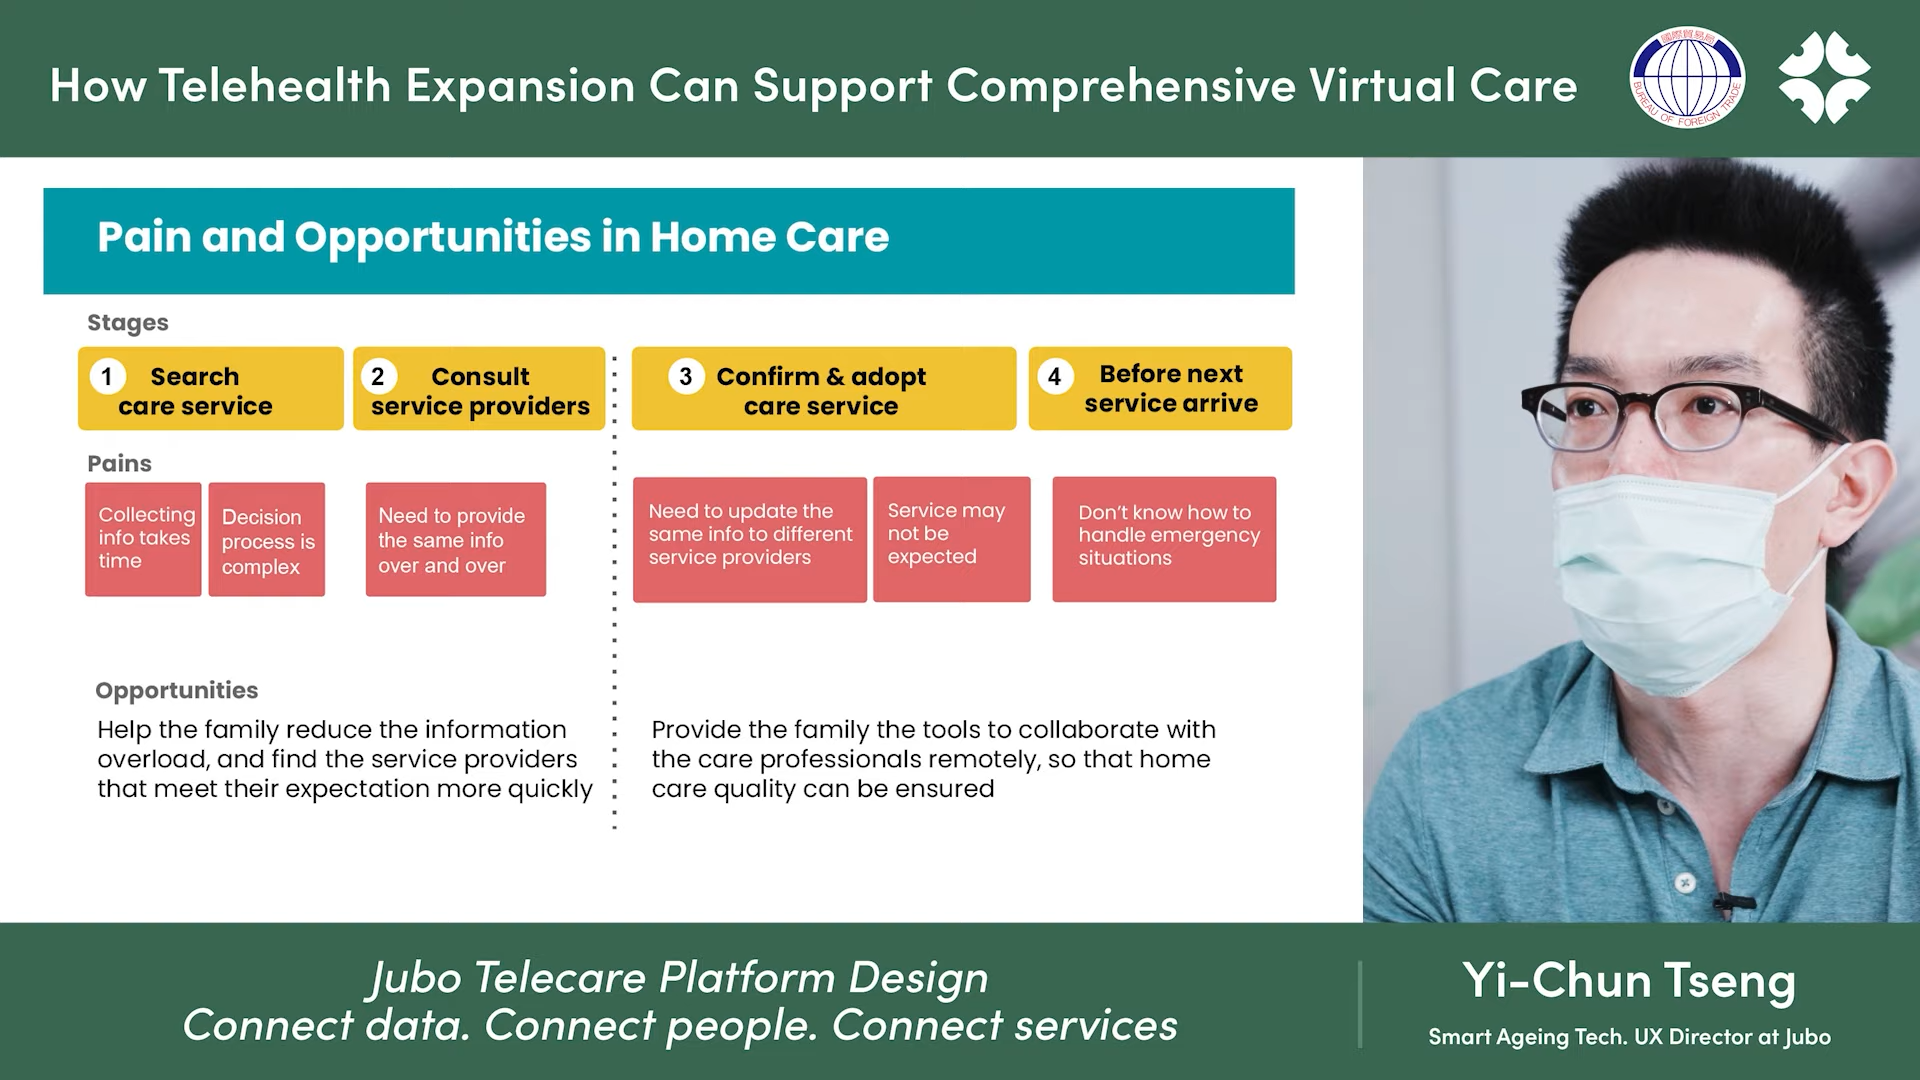 How Telehealth Expansion Can Support Comprehensive Virtual Care
國際貿易局
BUREAU OF FOREIGN TRADE
Pain and Opportunities in Home Care
Stages
1 Search
care service
2 Consult
service providers
3 Confirm & adopt
care service
4 Before next
service arrive
Pains
Collecting
info takes
time
Decision
process is
complex
Need to provide
the same info
over and over
Need to update the
same info to different
service providers
Service may
not be
expected
Don't know how to
handle emergency
situations
Opportunities
Help the family reduce the information
overload, and find the service providers
that meet their expectation more quickly
Provide the family the tools to collaborate with
the care professionals remotely, so that home
care quality can be ensured
Jubo Telecare Platform Design
Connect data. Connect people. Connect services
Yi-Chun Tseng
Smart Ageing Tech. UX Director at Jubo